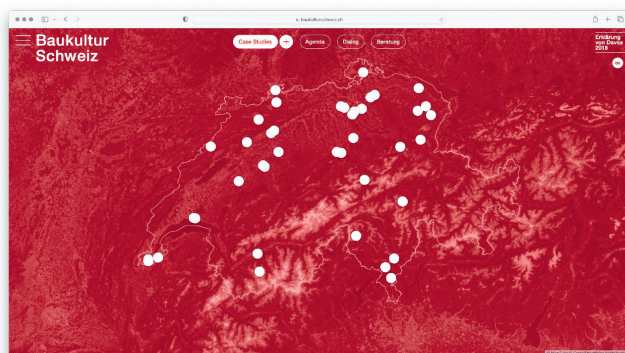 baukulturschweiz.ch
Baukultur
Schweiz
Case Studies
Agenda
Dialog
Beratung
Erklärung
von Davos
2018